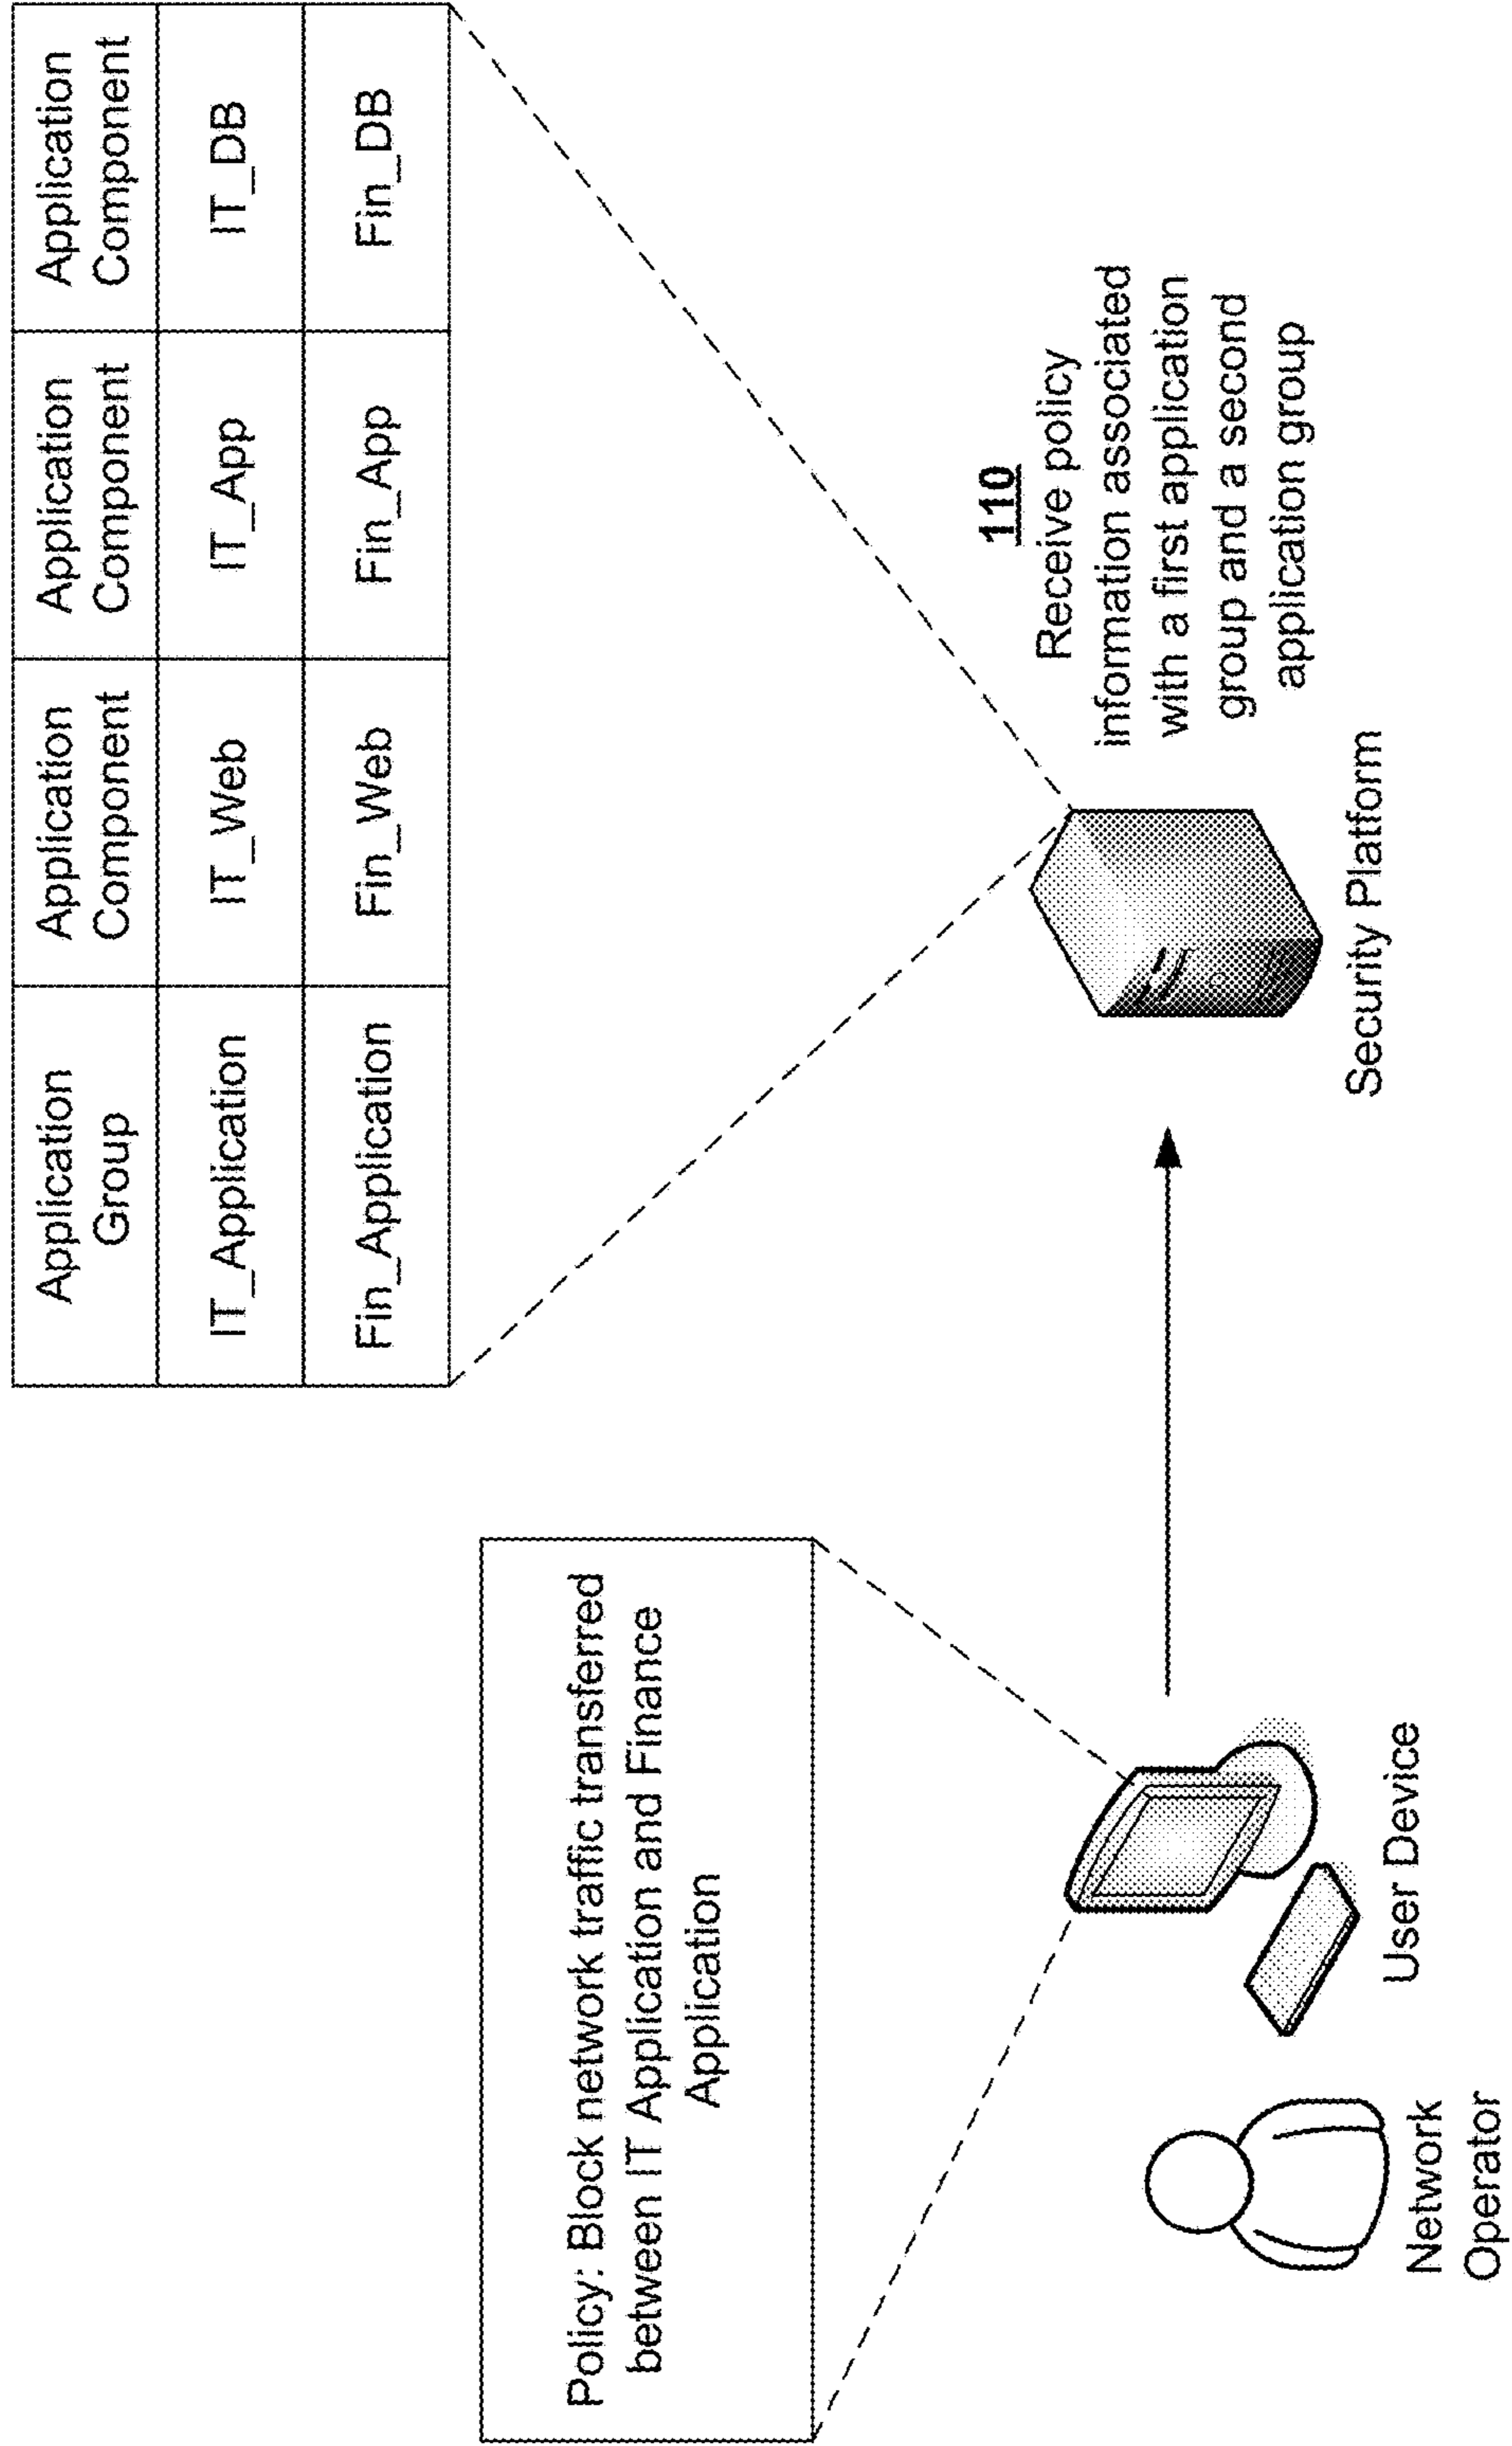 Application Group
Application Component
Application Component
Application Component
IT_Application
IT_Web
IT_App
IT_DB
Fin_Application
Fin_Web
Fin_App
Fin_DB
Policy: Block network traffic transferred
between IT Application and Finance
Application
110
Receive policy
information associated
with a first application
group and a second
application group
Network
Operator
User Device
Security Platform